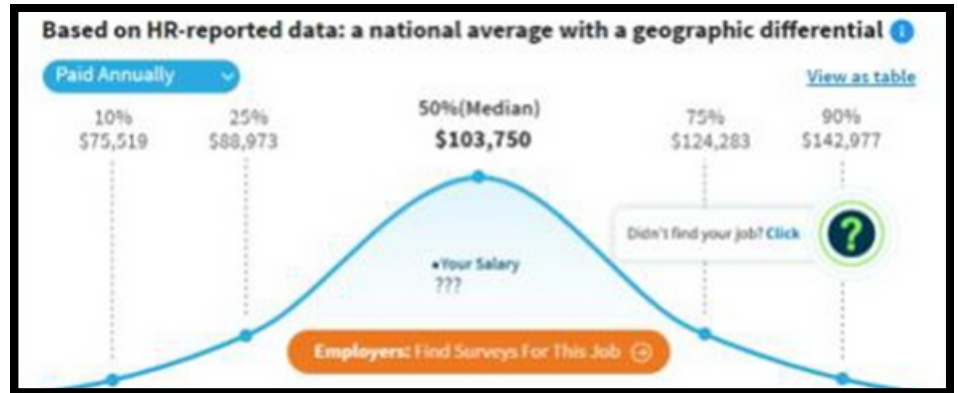 Based on HR-reported data: a national average with a geographic differential i
Paid Annually
View as table
10%
$75,519
25%
$88,973
50%(Median)
$103,750
75%
$124,283
90%
$142,977
Didn't find your job? Click
?
Your Salary
???
Employers: Find Surveys For This Job